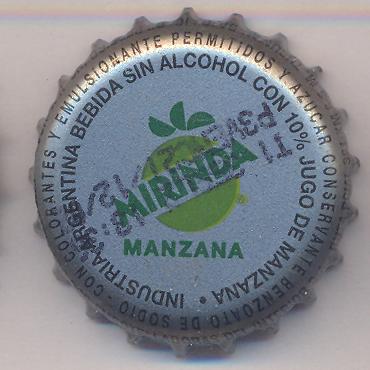 MIRINDA
MANZANA
INDUSTRIA ARGENTINA BEBIDA SIN ALCOHOL CON 10% JUGO DE MANZANA •
CON COLORANTES Y EMULSIONANTE PERMITIDOS Y AZUCAR CONSERVANTE BENZOATO DE SODIO -
T1